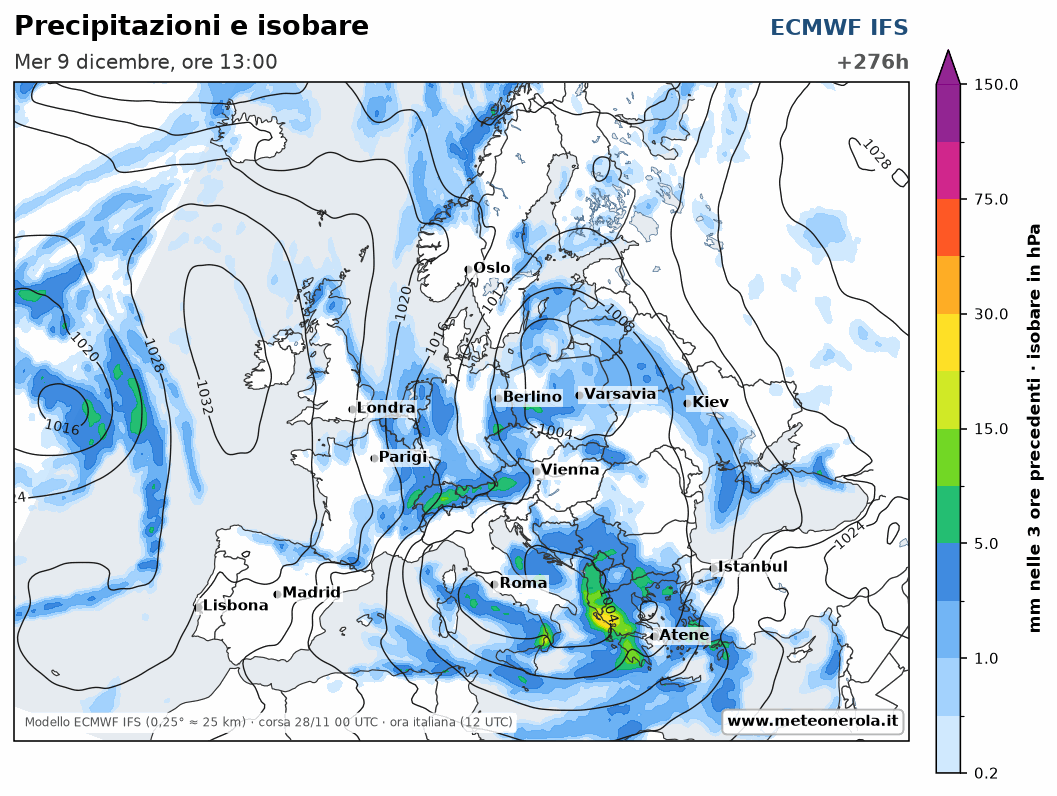 Precipitazioni e isobare
ECMWF IFS
Mer 9 dicembre, ore 13:00
+276h
150.0
75.0
30.0
15.0
5.0
1.0
0.2
mm nelle 3 ore precedenti · isobare in hPa
1028
Oslo
1020
1012
1016
1008
1020
1028
1032
1016
Londra
Berlino
Varsavia
Kiev
1004
Parigi
Vienna
24
1024
Istanbul
Roma
Madrid
Lisbona
1004
Atene
Modello ECMWF IFS (0,25° ≈ 25 km) · corsa 28/11 00 UTC · ora italiana (12 UTC)
www.meteonerola.it